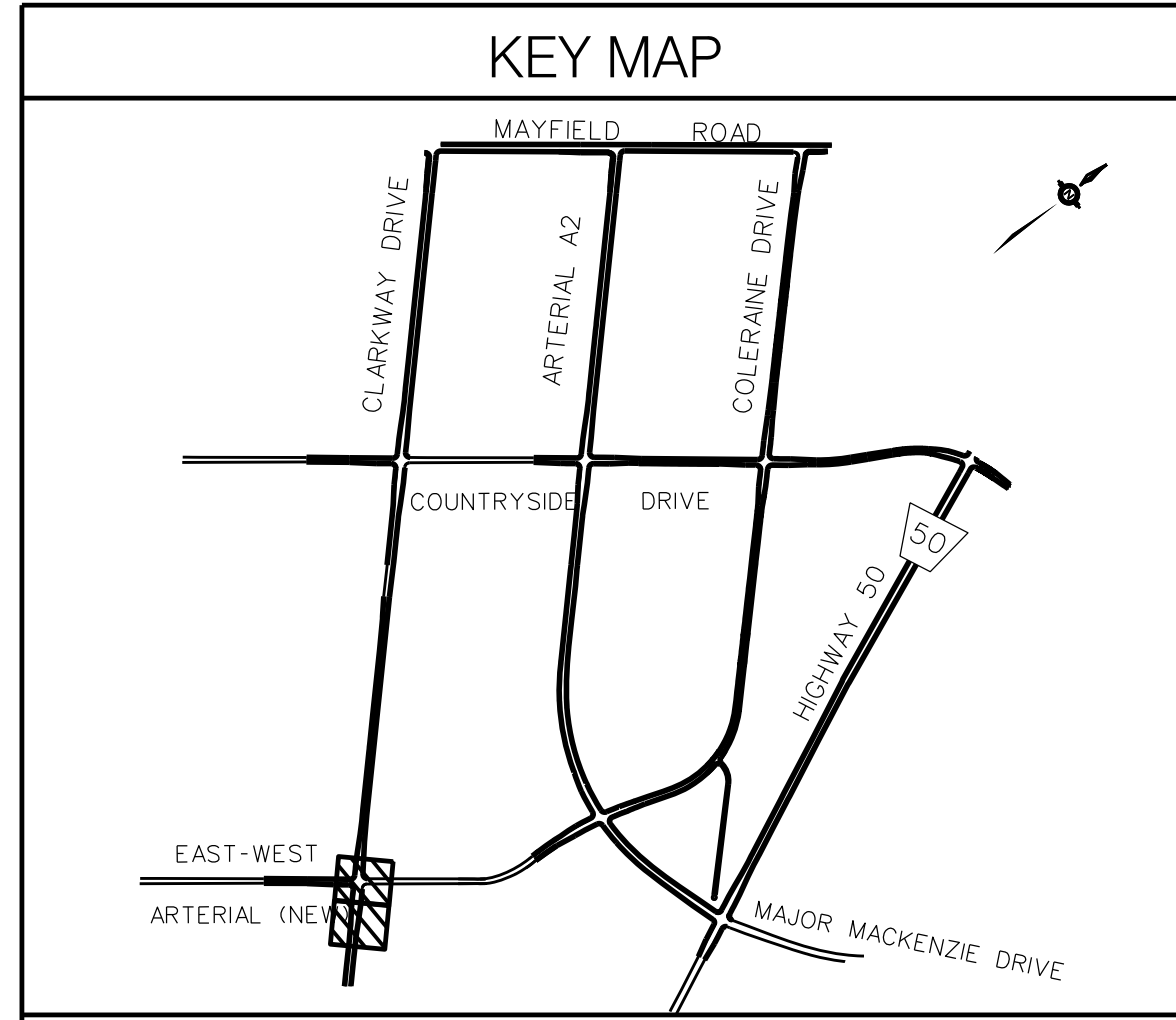 KEY MAP
MAYFIELD ROAD
N
CLARKWAY DRIVE
ARTERIAL A2
COLERAINE DRIVE
COUNTRYSIDE DRIVE
50
HIGHWAY 50
EAST-WEST
ARTERIAL (NEW)
MAJOR MACKENZIE DRIVE